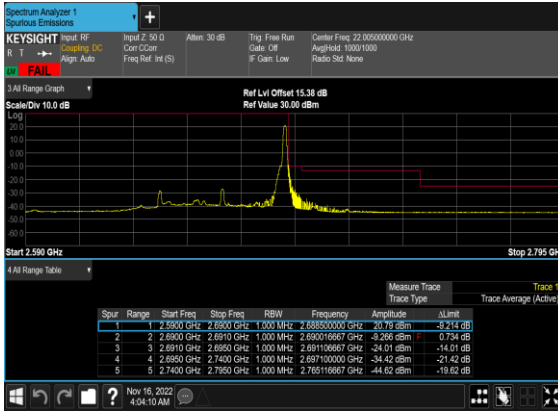 Spectrum Analyzer 1
Spurious Emissions
KEYSIGHT Input: RF Input Z: 50 Ω Atten: 30 dB Trig: Free Run Center Freq: 22.005000000 GHz
R T Coupling: DC Corr CCorr Gate: Off Avg|Hold: 1000/1000
Align: Auto Freq Ref: Int (S) IF Gain: Low Radio Std: None
FAIL
3 All Range Graph Ref Lvl Offset 15.38 dB
Scale/Div 10.0 dB Ref Value 30.00 dBm
Log
20.0
10.0
0.00
-10.0
-20.0
-30.0
-40.0
-50.0
-60.0
Start 2.590 GHz Stop 2.795 GH
4 All Range Table
Measure Trace Trace 1
Trace Type Trace Average (Active)
Spur Range Start Freq Stop Freq RBW Frequency Amplitude ΔLimit
1 1 2.5900 GHz 2.6900 GHz 1.000 MHz 2.688500000 GHz 20.79 dBm -9.214 dB
2 2 2.6900 GHz 2.6910 GHz 1.000 MHz 2.690016667 GHz -9.266 dBm F 0.734 dB
3 3 2.6910 GHz 2.6950 GHz 1.000 MHz 2.691106667 GHz -24.01 dBm -14.01 dB
4 4 2.6950 GHz 2.7400 GHz 1.000 MHz 2.697100000 GHz -34.42 dBm -21.42 dB
5 5 2.7400 GHz 2.7950 GHz 1.000 MHz 2.765116667 GHz -44.62 dBm -19.62 dB
Nov 16, 2022
4:04:10 AM